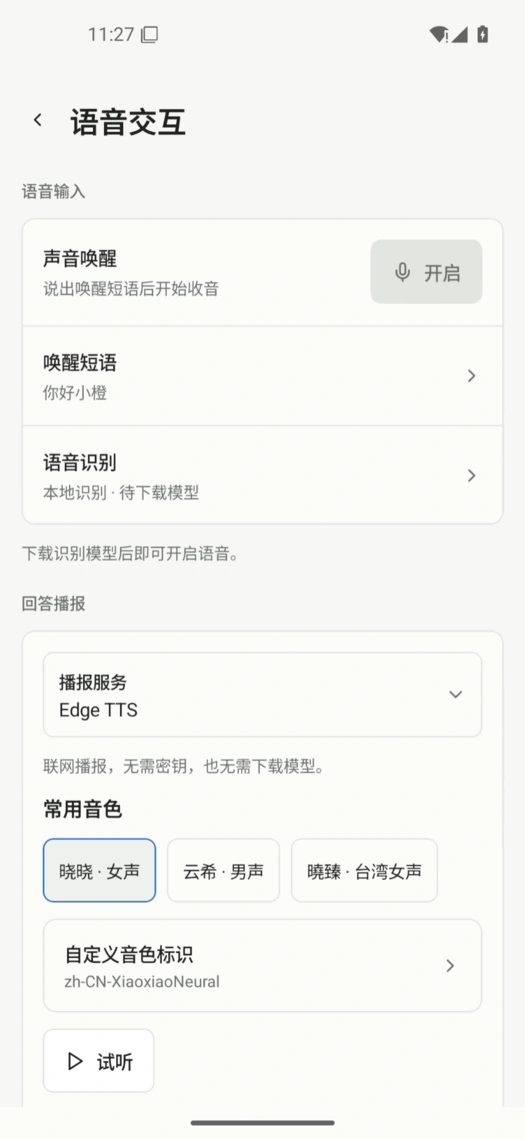 11:27
语音交互
语音输入
声音唤醒
说出唤醒短语后开始收音
开启
唤醒短语
你好小橙
语音识别
本地识别 · 待下载模型
下载识别模型后即可开启语音。
回答播报
播报服务
Edge TTS
联网播报，无需密钥，也无需下载模型。
常用音色
晓晓 · 女声
云希 · 男声
曉臻 · 台湾女声
自定义音色标识
zh-CN-XiaoxiaoNeural
试听